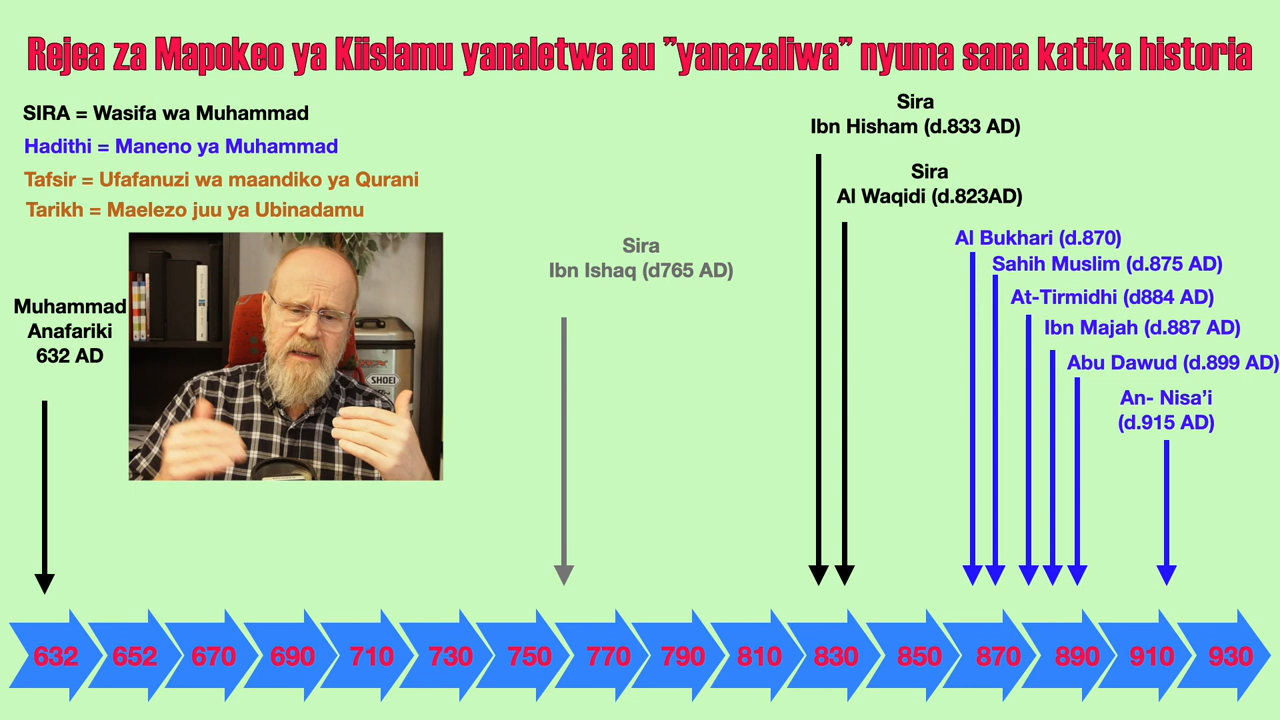 Rejea za Mapokeo ya Kiislamu yanaletwa au ”yanazaliwa” nyuma sana katika historia
SIRA = Wasifa wa Muhammad
Hadithi = Maneno ya Muhammad
Tafsir = Ufafanuzi wa maandiko ya Qurani
Tarikh = Maelezo juu ya Ubinadamu
Muhammad
Anafariki
632 AD
SHOEI
Sira
Ibn Ishaq (d765 AD)
Sira
Ibn Hisham (d.833 AD)
Sira
Al Waqidi (d.823AD)
Al Bukhari (d.870)
Sahih Muslim (d.875 AD)
At-Tirmidhi (d884 AD)
Ibn Majah (d.887 AD)
Abu Dawud (d.899 AD)
An- Nisa’i
(d.915 AD)
632 652 670 690 710 730 750 770 790 810 830 850 870 890 910 930